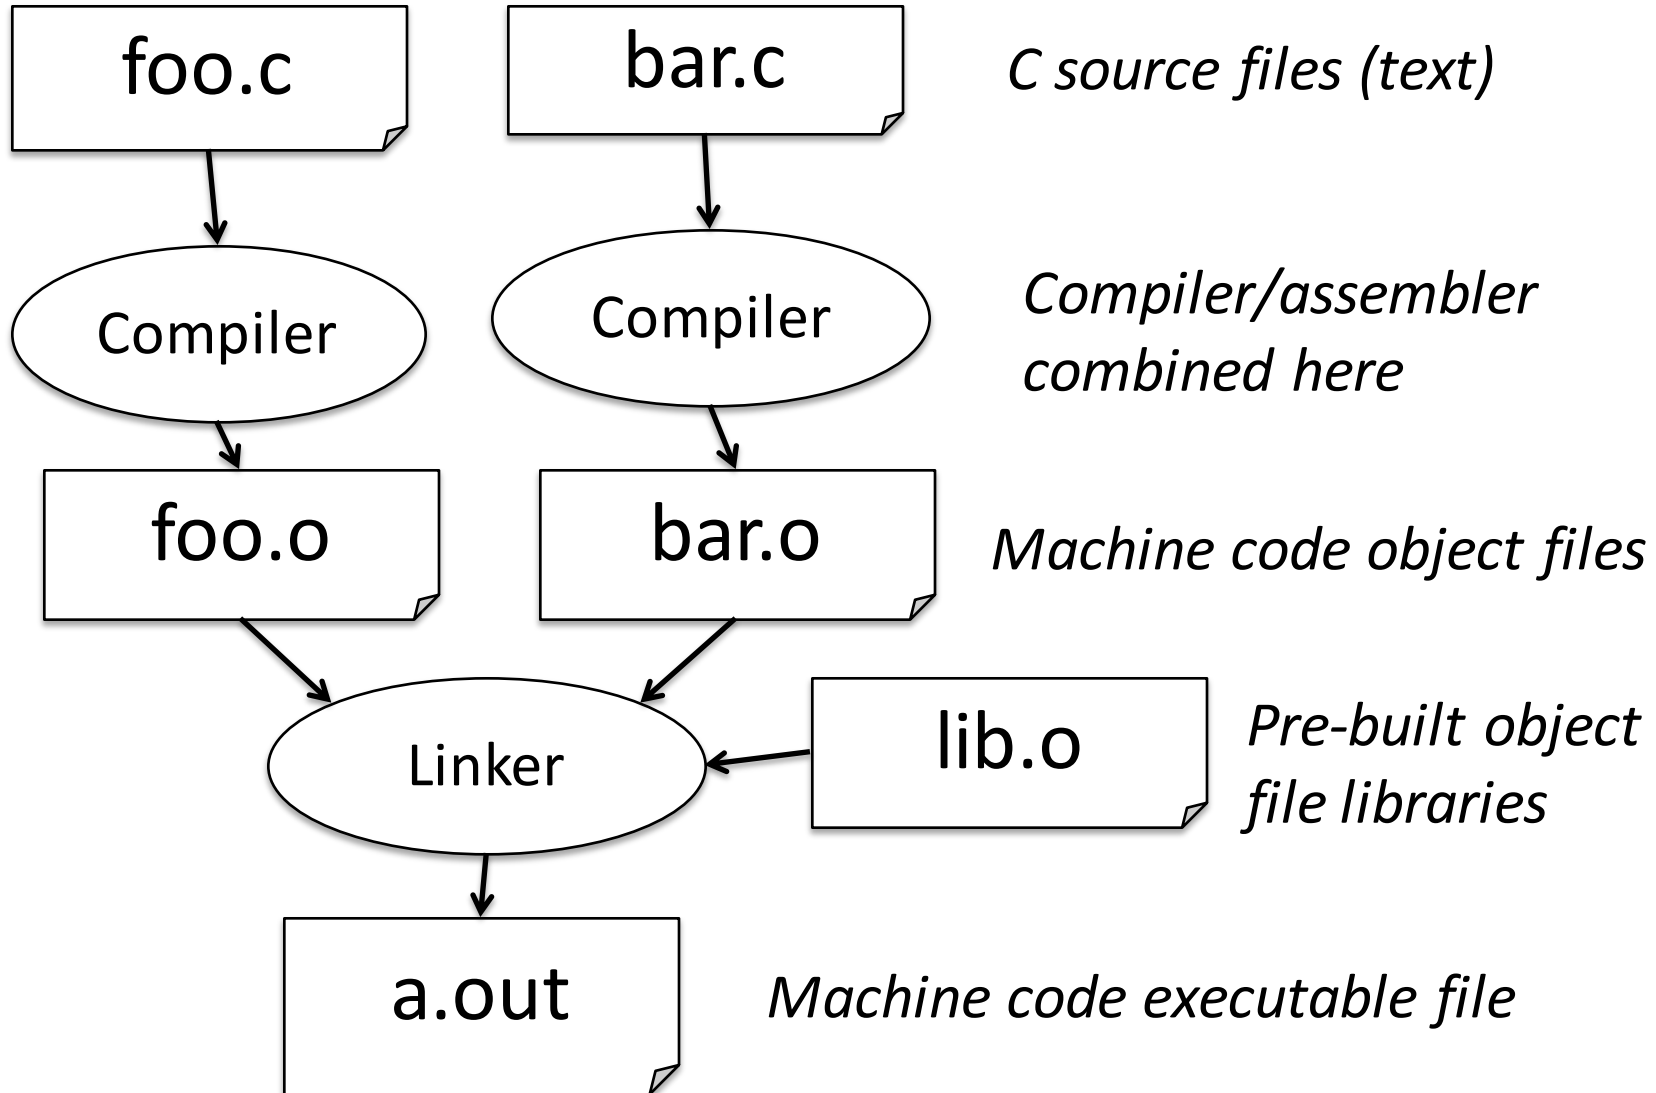 foo.c
bar.c
C source files (text)
Compiler
Compiler
Compiler/assembler
combined here
foo.o
bar.o
Machine code object files
Linker
lib.o
Pre-built object
file libraries
a.out
Machine code executable file